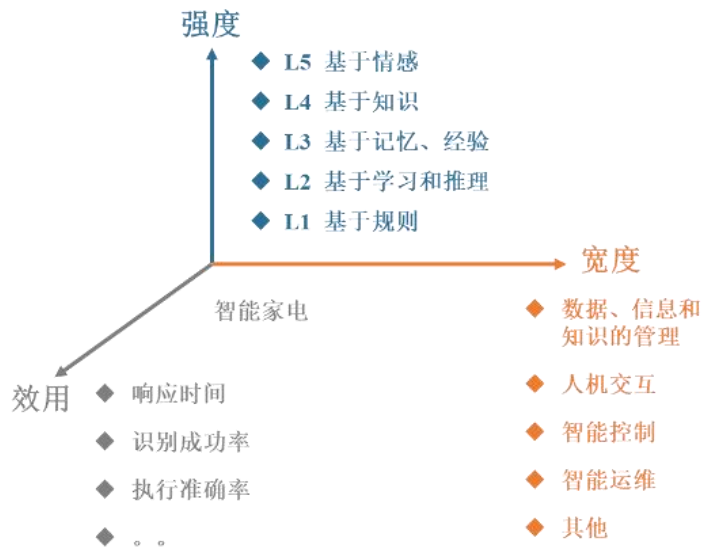 强度
L5 基于情感
L4 基于知识
L3 基于记忆、经验
L2 基于学习和推理
L1 基于规则
宽度
智能家电
数据、信息和
知识的管理
人机交互
智能控制
智能运维
其他
效用
响应时间
识别成功率
执行准确率
。。